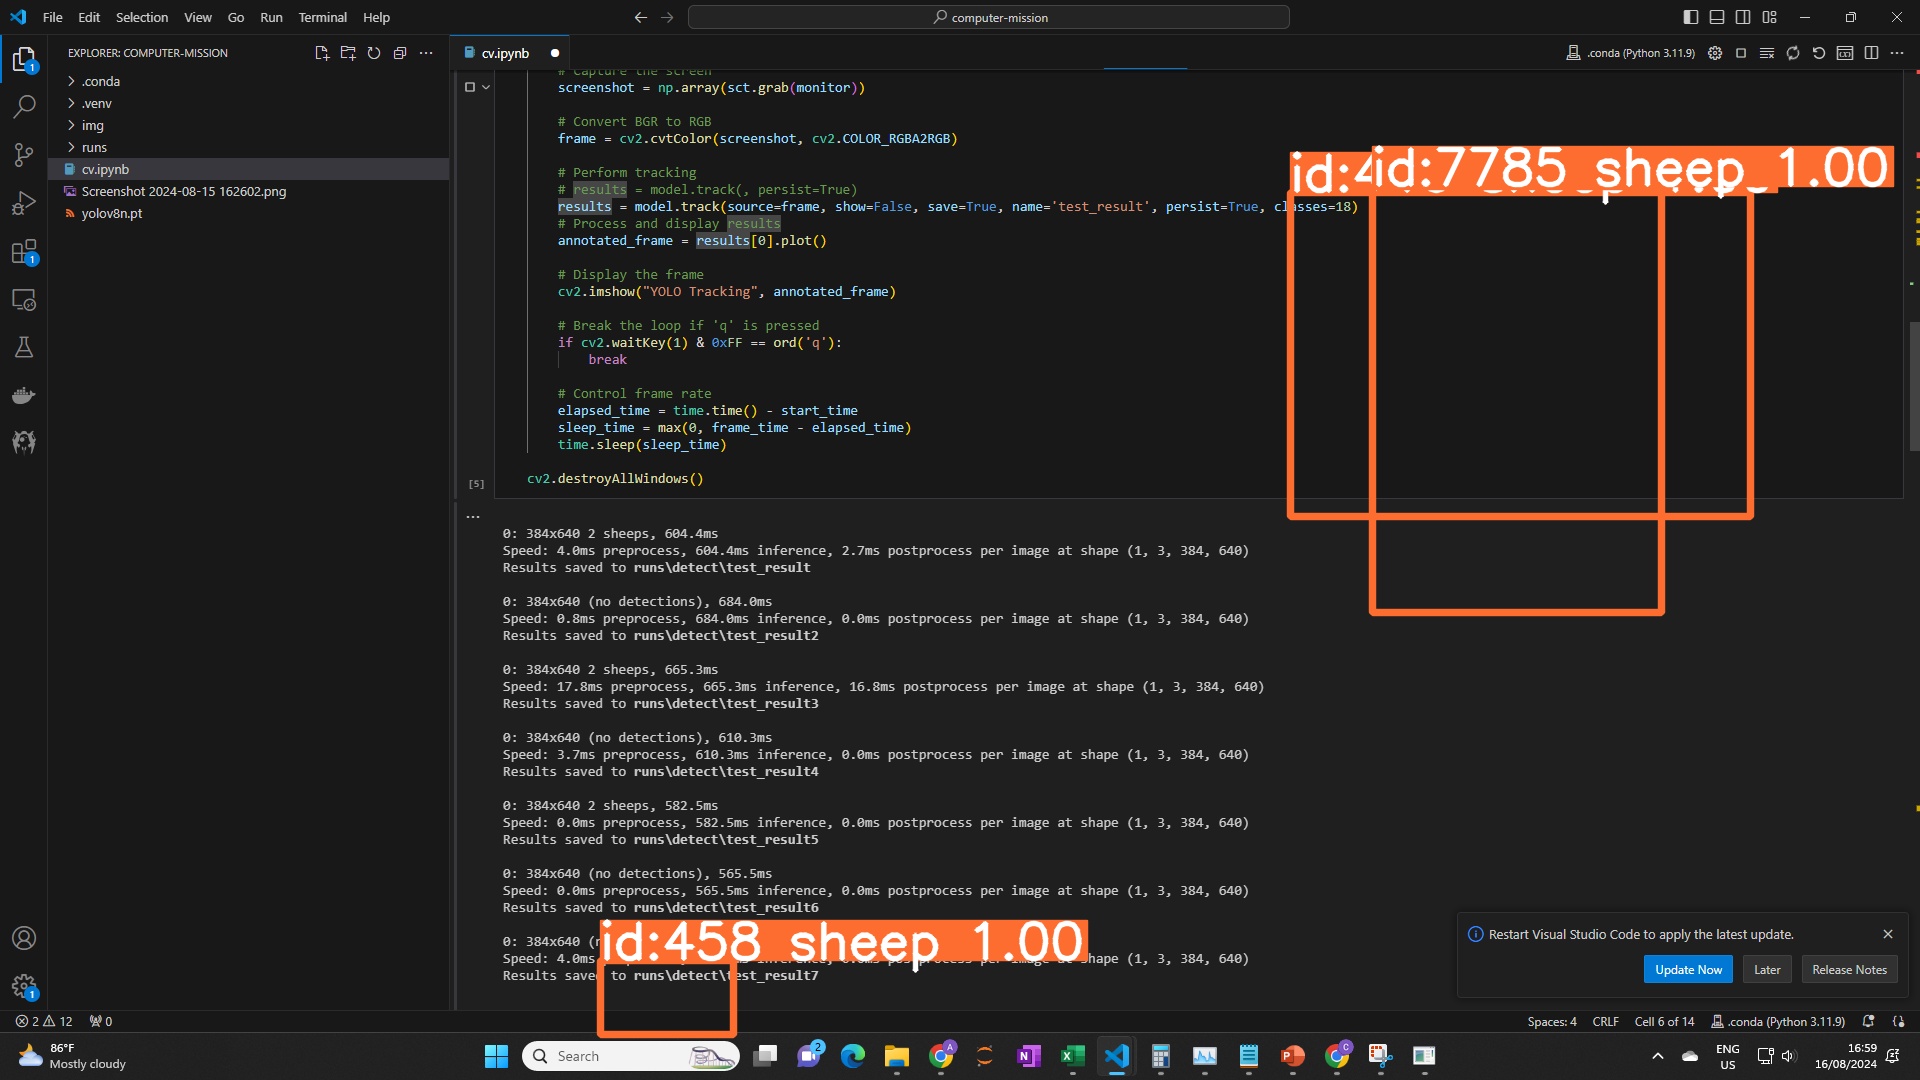 File Edit Selection View Go Run Terminal Help
computer-mission
EXPLORER: COMPUTER-MISSION
1
.conda
.venv
img
runs
cv.ipynb
Screenshot 2024-08-15 162602.png
yolov8n.pt
1
1
cv.ipynb
.conda (Python 3.11.9)
# Capture the screen
screenshot = np.array(sct.grab(monitor))
# Convert BGR to RGB
frame = cv2.cvtColor(screenshot, cv2.COLOR_RGBA2RGB)
# Perform tracking
# results = model.track(, persist=True)
results = model.track(source=frame, show=False, save=True, name='test_result', persist=True, classes=18)
# Process and display results
annotated_frame = results[0].plot()
# Display the frame
cv2.imshow("YOLO Tracking", annotated_frame)
# Break the loop if 'q' is pressed
if cv2.waitKey(1) & 0xFF == ord('q'):
break
# Control frame rate
elapsed_time = time.time() - start_time
sleep_time = max(0, frame_time - elapsed_time)
time.sleep(sleep_time)
cv2.destroyAllWindows()
[5]
id:4
id:7785 sheep 1.00
...
0: 384x640 2 sheeps, 604.4ms
Speed: 4.0ms preprocess, 604.4ms inference, 2.7ms postprocess per image at shape (1, 3, 384, 640)
Results saved to runs\detect\test_result
0: 384x640 (no detections), 684.0ms
Speed: 0.8ms preprocess, 684.0ms inference, 0.0ms postprocess per image at shape (1, 3, 384, 640)
Results saved to runs\detect\test_result2
0: 384x640 2 sheeps, 665.3ms
Speed: 17.8ms preprocess, 665.3ms inference, 16.8ms postprocess per image at shape (1, 3, 384, 640)
Results saved to runs\detect\test_result3
0: 384x640 (no detections), 610.3ms
Speed: 3.7ms preprocess, 610.3ms inference, 0.0ms postprocess per image at shape (1, 3, 384, 640)
Results saved to runs\detect\test_result4
0: 384x640 2 sheeps, 582.5ms
Speed: 0.0ms preprocess, 582.5ms inference, 0.0ms postprocess per image at shape (1, 3, 384, 640)
Results saved to runs\detect\test_result5
0: 384x640 (no detections), 565.5ms
Speed: 0.0ms preprocess, 565.5ms inference, 0.0ms postprocess per image at shape (1, 3, 384, 640)
Results saved to runs\detect\test_result6
0: 384x640
id:458 sheep 1.00
Speed: 4.0ms shape (1, 3, 384, 640)
Results saved to runs\detect\test_result7
Restart Visual Studio Code to apply the latest update.
Update Now Later Release Notes
2 12 0
Spaces: 4 CRLF Cell 6 of 14 .conda (Python 3.11.9)
86°F
Mostly cloudy
Search
2
A
C
ENG
US
16:59
16/08/2024